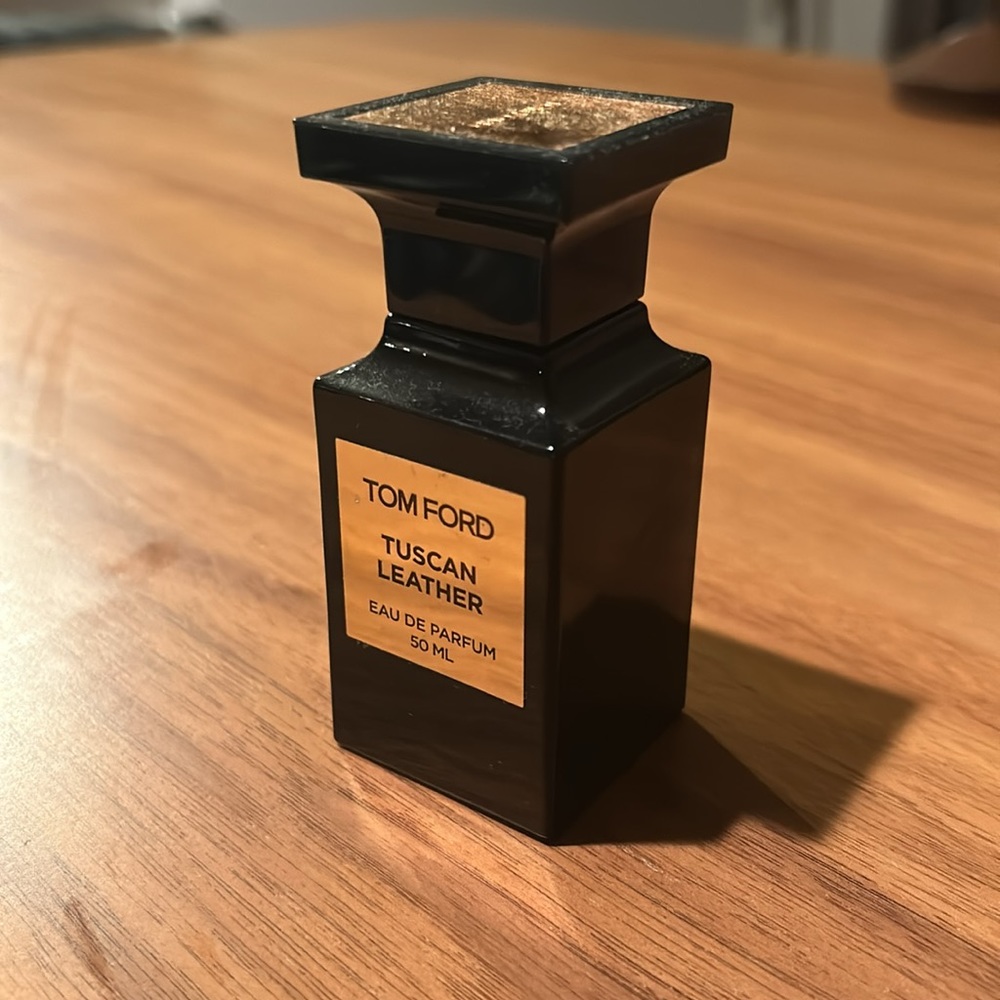 TOM FORD
TUSCAN
LEATHER
EAU DE PARFUM
50 ML